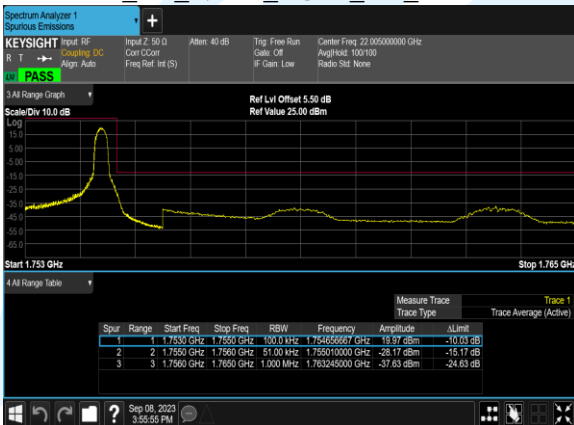 Spectrum Analyzer 1
Spurious Emissions
KEYSIGHT Input: RF Input Z: 50 Ω Atten: 40 dB Trig: Free Run Center Freq: 22.005000000 GHz
R T Coupling: DC Corr CCorr Gate: Off Avg|Hold: 100/100
Align: Auto Freq Ref: Int (S) IF Gain: Low Radio Std: None
LXI PASS
3 All Range Graph
Ref Lvl Offset 5.50 dB
Scale/Div 10.0 dB Ref Value 25.00 dBm
Log
15.0
5.00
-5.00
-15.0
-25.0
-35.0
-45.0
-55.0
-65.0
Start 1.753 GHz Stop 1.765 GHz
4 All Range Table
Measure Trace Trace 1
Trace Type Trace Average (Active)
Spur Range Start Freq Stop Freq RBW Frequency Amplitude ΔLimit
1 1 1.7530 GHz 1.7550 GHz 100.0 kHz 1.754656667 GHz 19.97 dBm -10.03 dB
2 2 1.7550 GHz 1.7560 GHz 51.00 kHz 1.755010000 GHz -28.17 dBm -15.17 dB
3 3 1.7560 GHz 1.7650 GHz 1.000 MHz 1.763245000 GHz -37.63 dBm -24.63 dB
Sep 08, 2023
3:55:55 PM